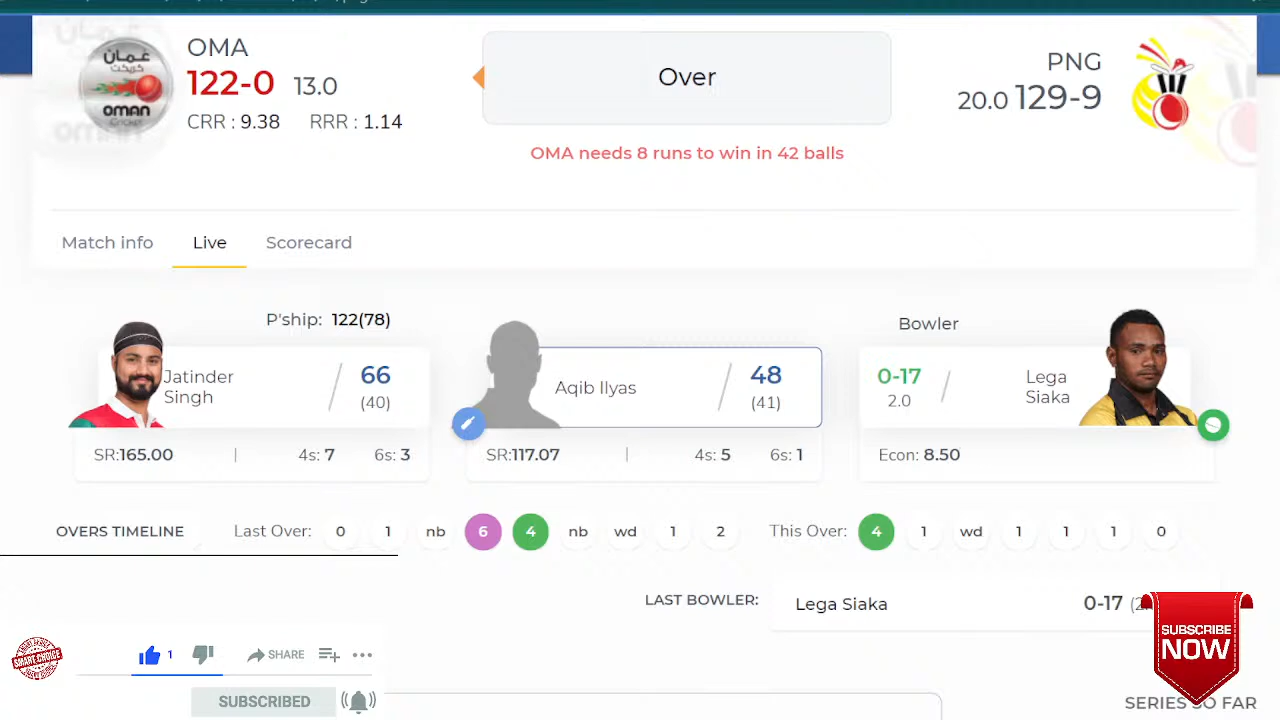 OMA
122-0 13.0
CRR : 9.38 RRR : 1.14
عمان
كريكت
OMAN
Cricket
Over
OMA needs 8 runs to win in 42 balls
PNG
20.0 129-9
Match info Live Scorecard
P'ship: 122(78)
Jatinder Singh
66
(40)
SR:165.00 | 4s: 7 6s: 3
Aqib Ilyas
48
(41)
SR:117.07 | 4s: 5 6s: 1
Bowler
0-17
2.0
Lega Siaka
Econ: 8.50
OVERS TIMELINE Last Over: 0 1 nb 6 4 nb wd 1 2 This Over: 4 1 wd 1 1 1 0
LAST BOWLER: Lega Siaka 0-17
SMART CHOICE
1 SHARE
SUBSCRIBED
SUBSCRIBE
NOW
SERIES SO FAR